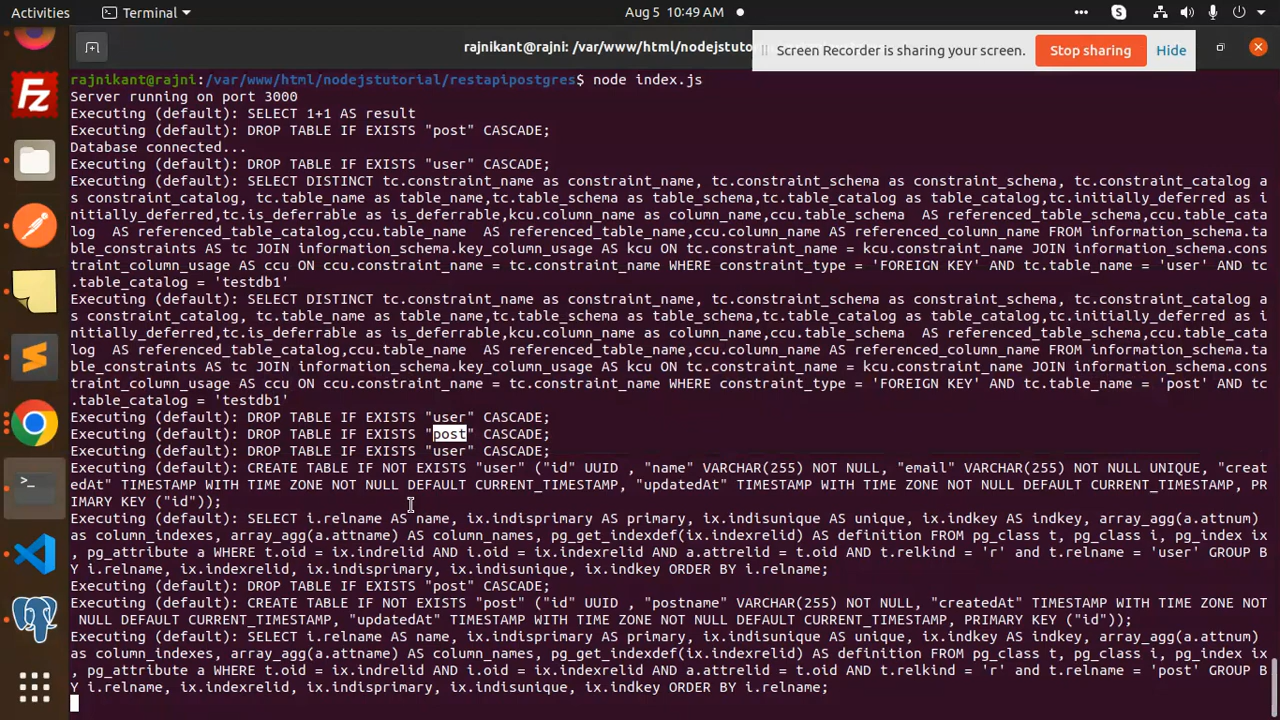 Activities
Terminal
Aug 5 10:49 AM
rajnikant@rajni: /var/www/html/nodejstuto
Screen Recorder is sharing your screen.
Stop sharing
Hide
rajnikant@rajni:/var/www/html/nodejstutorial/restapipostgres$ node index.js
Server running on port 3000
Executing (default): SELECT 1+1 AS result
Executing (default): DROP TABLE IF EXISTS "post" CASCADE;
Database connected...
Executing (default): DROP TABLE IF EXISTS "user" CASCADE;
Executing (default): SELECT DISTINCT tc.constraint_name as constraint_name, tc.constraint_schema as constraint_schema, tc.constraint_catalog a
s constraint_catalog, tc.table_name as table_name,tc.table_schema as table_schema,tc.table_catalog as table_catalog,tc.initially_deferred as i
nitially_deferred,tc.is_deferrable as is_deferrable,kcu.column_name as column_name,ccu.table_schema  AS referenced_table_schema,ccu.table_cata
log  AS referenced_table_catalog,ccu.table_name  AS referenced_table_name,ccu.column_name AS referenced_column_name FROM information_schema.ta
ble_constraints AS tc JOIN information_schema.key_column_usage AS kcu ON tc.constraint_name = kcu.constraint_name JOIN information_schema.cons
traint_column_usage AS ccu ON ccu.constraint_name = tc.constraint_name WHERE constraint_type = 'FOREIGN KEY' AND tc.table_name = 'user' AND tc
.table_catalog = 'testdb1'
Executing (default): SELECT DISTINCT tc.constraint_name as constraint_name, tc.constraint_schema as constraint_schema, tc.constraint_catalog a
s constraint_catalog, tc.table_name as table_name,tc.table_schema as table_schema,tc.table_catalog as table_catalog,tc.initially_deferred as i
nitially_deferred,tc.is_deferrable as is_deferrable,kcu.column_name as column_name,ccu.table_schema  AS referenced_table_schema,ccu.table_cata
log  AS referenced_table_catalog,ccu.table_name  AS referenced_table_name,ccu.column_name AS referenced_column_name FROM information_schema.ta
ble_constraints AS tc JOIN information_schema.key_column_usage AS kcu ON tc.constraint_name = kcu.constraint_name JOIN information_schema.cons
traint_column_usage AS ccu ON ccu.constraint_name = tc.constraint_name WHERE constraint_type = 'FOREIGN KEY' AND tc.table_name = 'post' AND tc
.table_catalog = 'testdb1'
Executing (default): DROP TABLE IF EXISTS "user" CASCADE;
Executing (default): DROP TABLE IF EXISTS "post" CASCADE;
Executing (default): DROP TABLE IF EXISTS "user" CASCADE;
Executing (default): CREATE TABLE IF NOT EXISTS "user" ("id" UUID , "name" VARCHAR(255) NOT NULL, "email" VARCHAR(255) NOT NULL UNIQUE, "creat
edAt" TIMESTAMP WITH TIME ZONE NOT NULL DEFAULT CURRENT_TIMESTAMP, "updatedAt" TIMESTAMP WITH TIME ZONE NOT NULL DEFAULT CURRENT_TIMESTAMP, PR
IMARY KEY ("id"));
Executing (default): SELECT i.relname AS name, ix.indisprimary AS primary, ix.indisunique AS unique, ix.indkey AS indkey, array_agg(a.attnum)
as column_indexes, array_agg(a.attname) AS column_names, pg_get_indexdef(ix.indexrelid) AS definition FROM pg_class t, pg_class i, pg_index ix
, pg_attribute a WHERE t.oid = ix.indrelid AND i.oid = ix.indexrelid AND a.attrelid = t.oid AND t.relkind = 'r' and t.relname = 'user' GROUP B
Y i.relname, ix.indexrelid, ix.indisprimary, ix.indisunique, ix.indkey ORDER BY i.relname;
Executing (default): DROP TABLE IF EXISTS "post" CASCADE;
Executing (default): CREATE TABLE IF NOT EXISTS "post" ("id" UUID , "postname" VARCHAR(255) NOT NULL, "createdAt" TIMESTAMP WITH TIME ZONE NOT
 NULL DEFAULT CURRENT_TIMESTAMP, "updatedAt" TIMESTAMP WITH TIME ZONE NOT NULL DEFAULT CURRENT_TIMESTAMP, PRIMARY KEY ("id"));
Executing (default): SELECT i.relname AS name, ix.indisprimary AS primary, ix.indisunique AS unique, ix.indkey AS indkey, array_agg(a.attnum)
as column_indexes, array_agg(a.attname) AS column_names, pg_get_indexdef(ix.indexrelid) AS definition FROM pg_class t, pg_class i, pg_index ix
, pg_attribute a WHERE t.oid = ix.indrelid AND i.oid = ix.indexrelid AND a.attrelid = t.oid AND t.relkind = 'r' and t.relname = 'post' GROUP B
Y i.relname, ix.indexrelid, ix.indisprimary, ix.indisunique, ix.indkey ORDER BY i.relname;